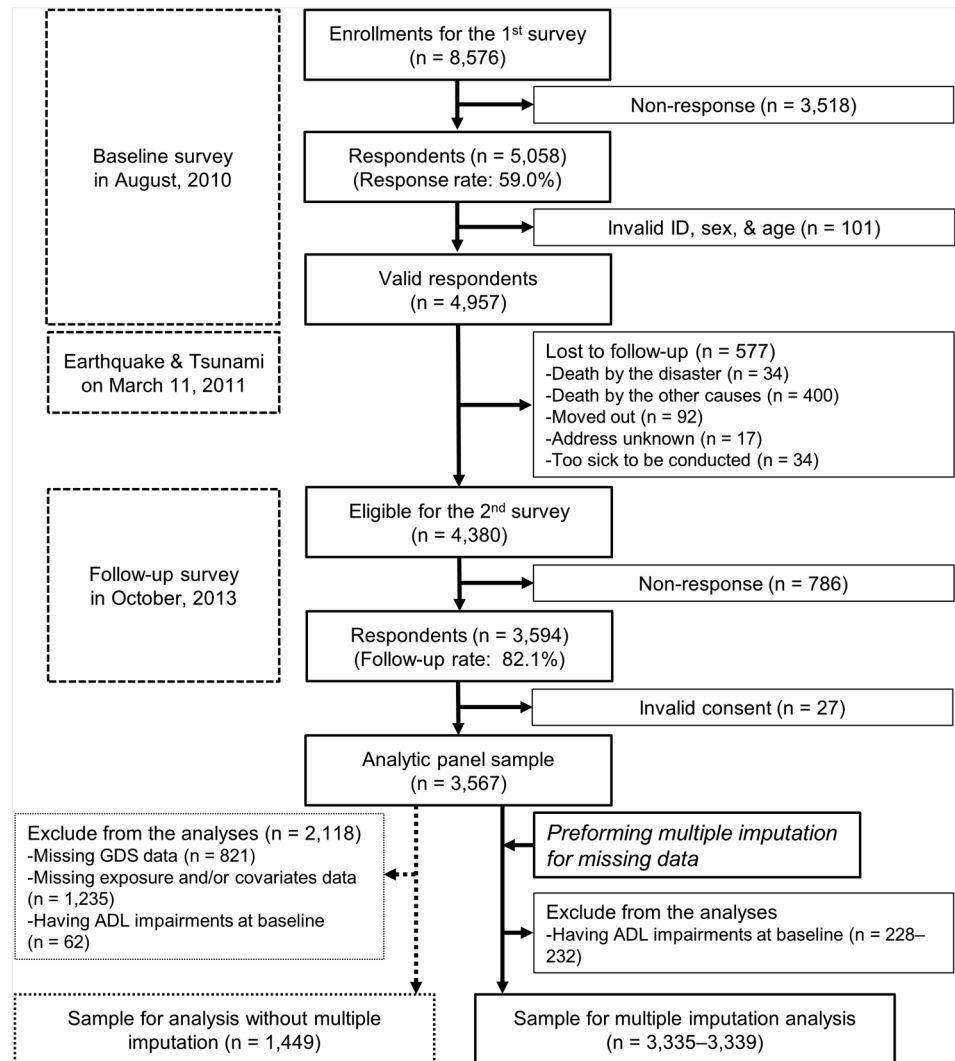 Enrollments for the 1st survey
(n = 8,576)
Non-response (n = 3,518)
Baseline survey
in August, 2010
Respondents (n = 5,058)
(Response rate: 59.0%)
Invalid ID, sex, & age (n = 101)
Valid respondents
(n = 4,957)
Earthquake & Tsunami
on March 11, 2011
Lost to follow-up (n = 577)
-Death by the disaster (n = 34)
-Death by the other causes (n = 400)
-Moved out (n = 92)
-Address unknown (n = 17)
-Too sick to be conducted (n = 34)
Eligible for the 2nd survey
(n = 4,380)
Follow-up survey
in October, 2013
Non-response (n = 786)
Respondents (n = 3,594)
(Follow-up rate: 82.1%)
Invalid consent (n = 27)
Analytic panel sample
(n = 3,567)
Exclude from the analyses (n = 2,118)
-Missing GDS data (n = 821)
-Missing exposure and/or covariates data
(n = 1,235)
-Having ADL impairments at baseline
(n = 62)
Preforming multiple imputation
for missing data
Exclude from the analyses
-Having ADL impairments at baseline (n = 228–
232)
Sample for analysis without multiple
imputation (n = 1,449)
Sample for multiple imputation analysis
(n = 3,335–3,339)